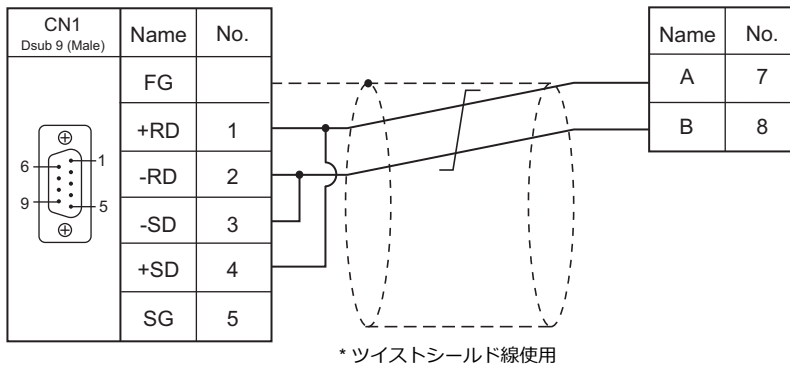 CN1
Dsub 9 (Male)
Name No.
FG
+RD 1
-RD 2
-SD 3
+SD 4
SG 5
6
1
9
5
Name No.
A 7
B 8
* ツイストシールド線使用